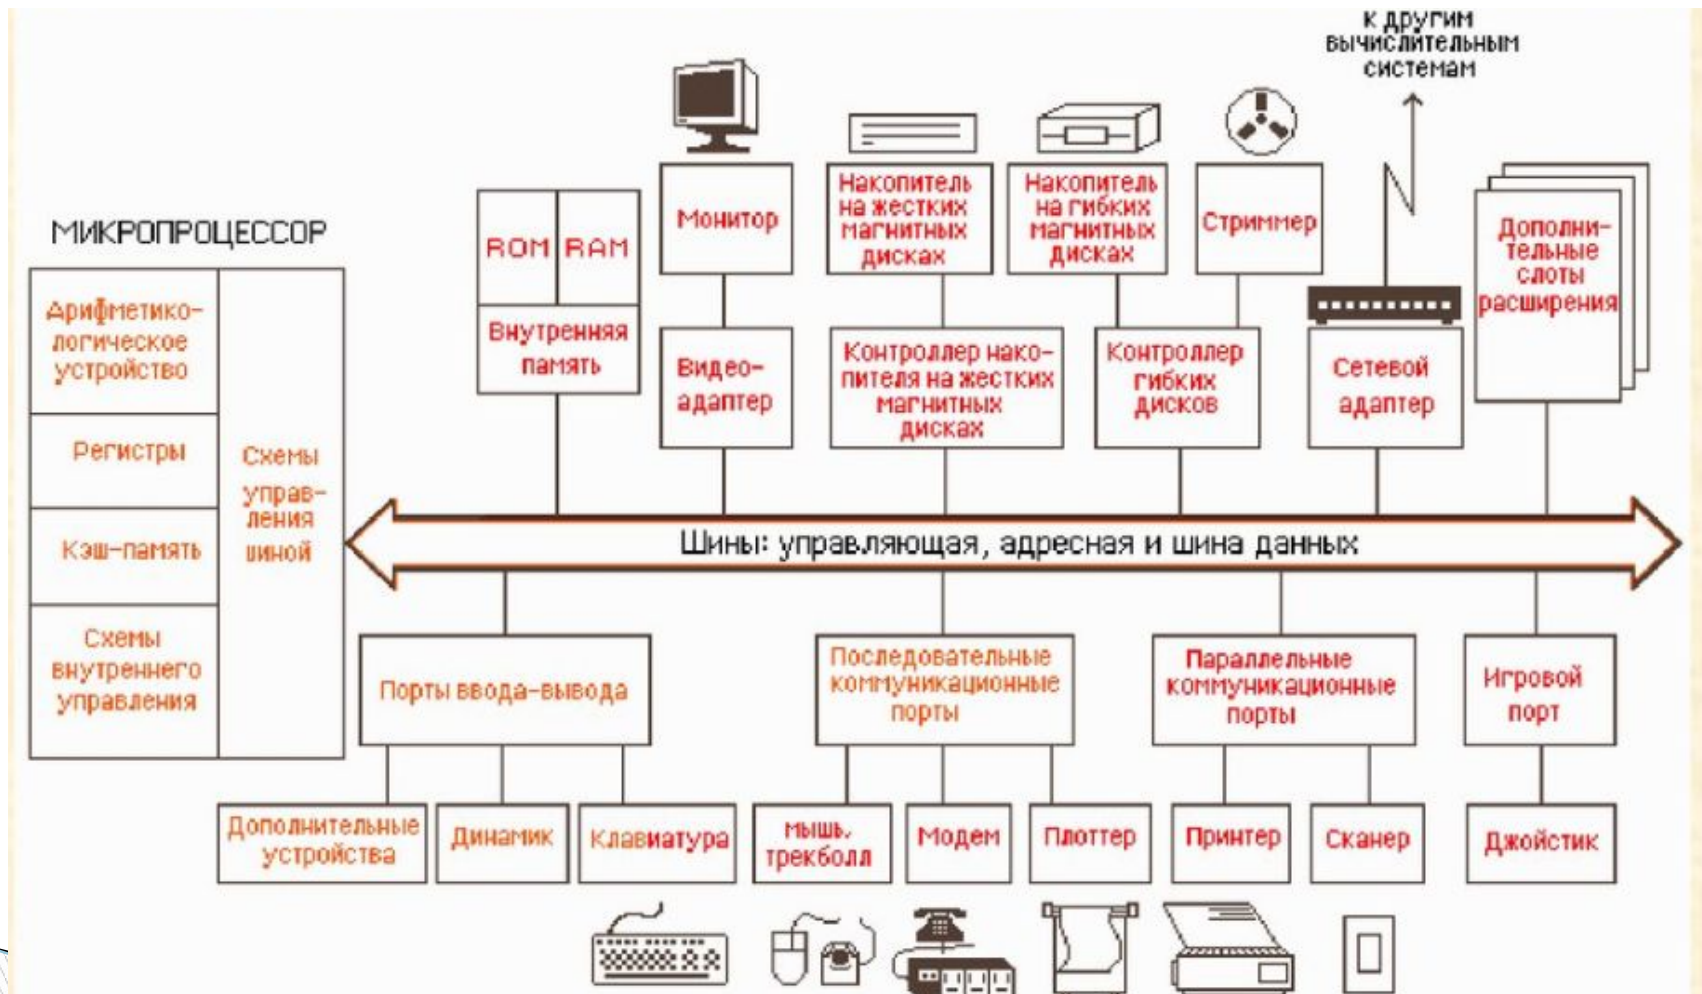 к другим
вычислительным
системам
МИКРОПРОЦЕССОР
Арифметико-
логическое
устройство
Регистры
Кэш-память
Схемы
внутреннего
управления
Схемы
управ-
ления
шиной
ROM
RAM
Внутренняя
память
Монитор
Видео-
адаптер
Накопитель
на жестких
магнитных
дисках
Контроллер нако-
пителя на жестких
магнитных
дисках
Накопитель
на гибких
магнитных
дисках
Стриммер
Контроллер
гибких
дисков
Сетевой
адаптер
Дополни-
тельные
слоты
расширения
Шины: управляющая, адресная и шина данных
Порты ввода-вывода
Последовательные
коммуникационные
порты
Параллельные
коммуникационные
порты
Игровой
порт
Дополнительные
устройства
Динамик
Клавиатура
мышь,
трекболл
Модем
Плоттер
Принтер
Сканер
Джойстик